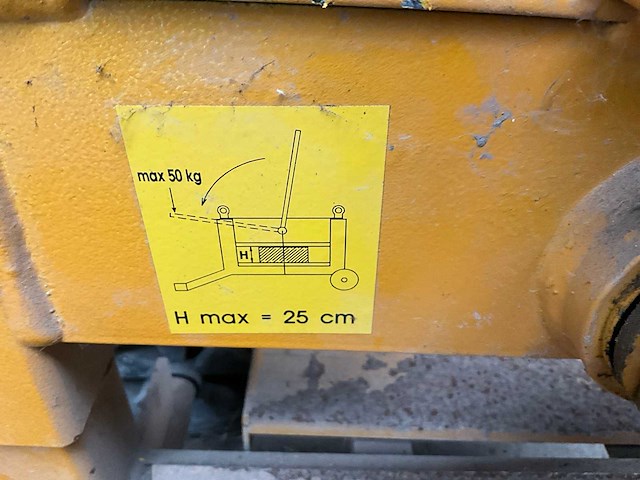 max 50 kg
H
H max = 25 cm